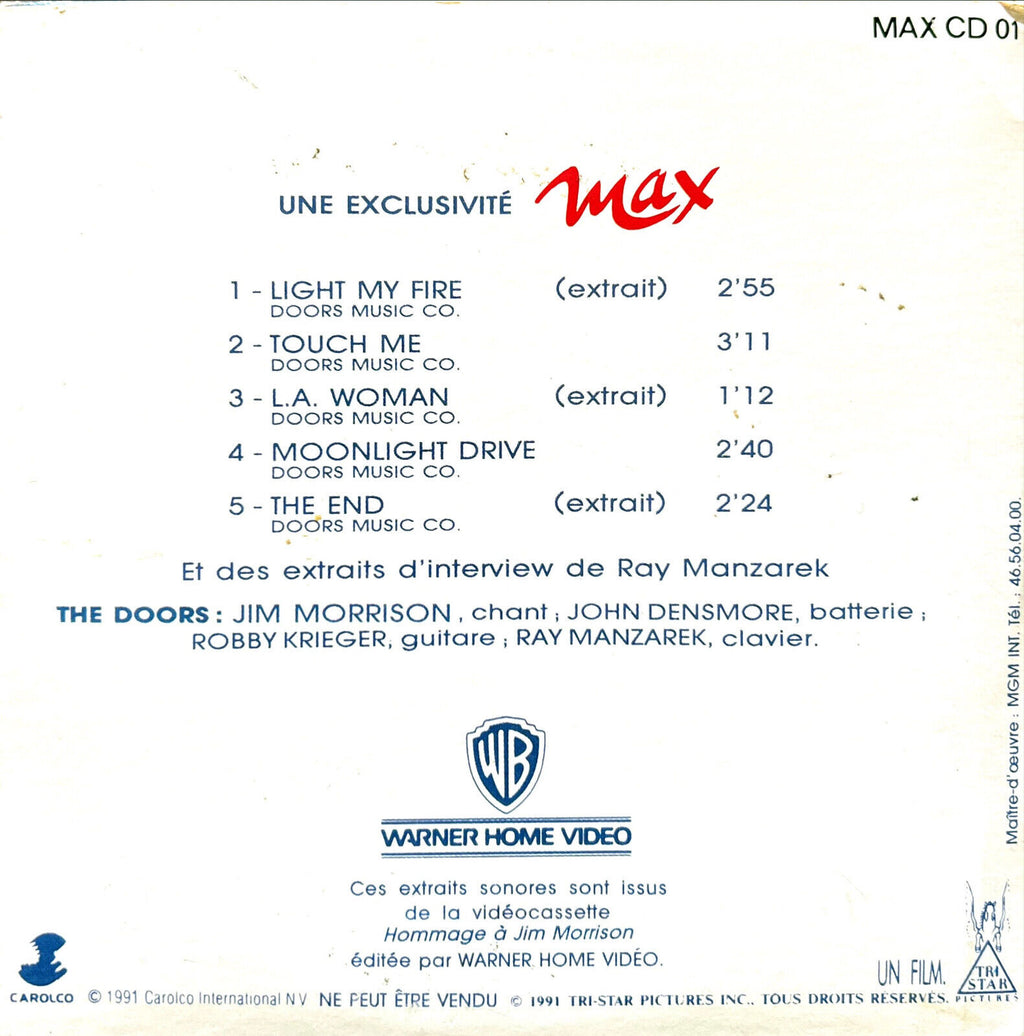 MAX CD 01
UNE EXCLUSIVITÉ max
1 - LIGHT MY FIRE (extrait) 2'55
DOORS MUSIC CO.
2 - TOUCH ME 3'11
DOORS MUSIC CO.
3 - L.A. WOMAN (extrait) 1'12
DOORS MUSIC CO.
4 - MOONLIGHT DRIVE 2'40
DOORS MUSIC CO.
5 - THE END (extrait) 2'24
DOORS MUSIC CO.
Et des extraits d'interview de Ray Manzarek
THE DOORS : JIM MORRISON, chant ; JOHN DENSMORE, batterie ;
ROBBY KRIEGER, guitare ; RAY MANZAREK, clavier.
WB
WARNER HOME VIDEO
Ces extraits sonores sont issus
de la vidéocassette
Hommage à Jim Morrison
éditée par WARNER HOME VIDÉO.
Maître-d'œuvre : MGM INT. Tél. : 46.56.04.00.
UN FILM.
TRI
STAR
PICTURES
CAROLCO
© 1991 Carolco International N V NE PEUT ÊTRE VENDU © 1991 TRI-STAR PICTURES INC., TOUS DROITS RÉSERVÉS.